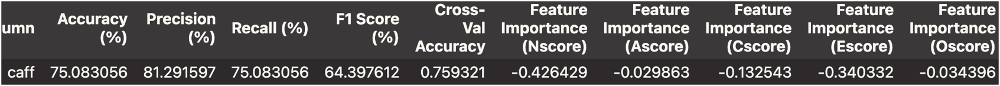 umn Accuracy (%) Precision (%) Recall (%) F1 Score (%) Cross-Val Accuracy Feature Importance (Nscore) Feature Importance (Ascore) Feature Importance (Cscore) Feature Importance (Escore) Feature Importance (Oscore)
caff 75.083056 81.291597 75.083056 64.397612 0.759321 -0.426429 -0.029863 -0.132543 -0.340332 -0.034396